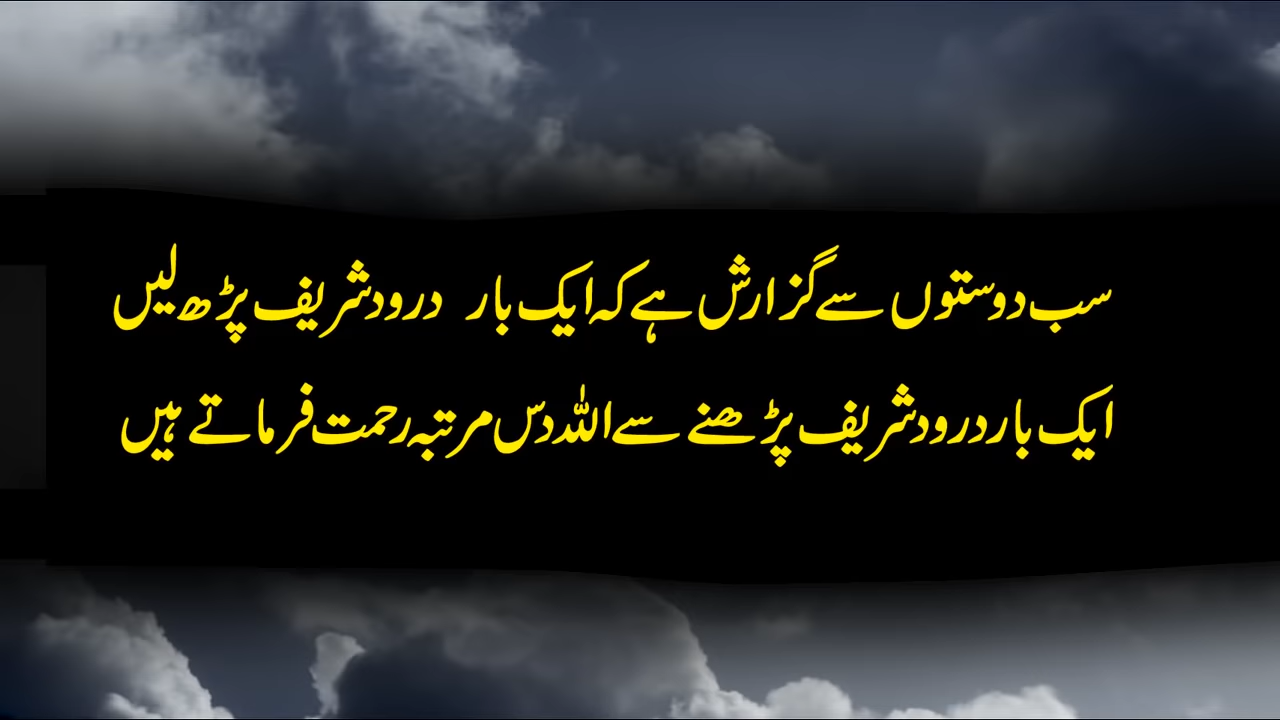 سب دوستوں سے گزارش ہے کہ ایک بار درود شریف پڑھ لیں
ایک بار درود شریف پڑھنے سے اللہ دس مرتبہ رحمت فرماتے ہیں